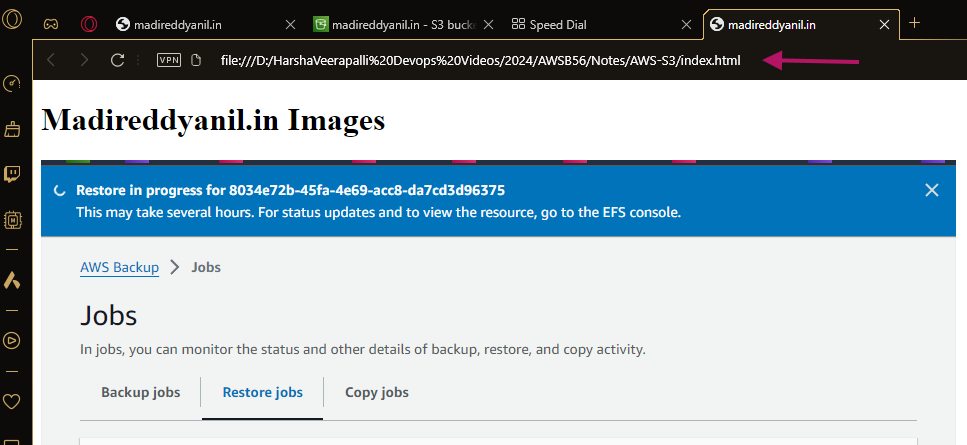 madireddyanil.in
madireddyanil.in - S3 buck
Speed Dial
madireddyanil.in
VPN
file:///D:/HarshaVeerapalli%20Devops%20Videos/2024/AWSB56/Notes/AWS-S3/index.html
Madireddyanil.in Images
Restore in progress for 8034e72b-45fa-4e69-acc8-da7cd3d96375
This may take several hours. For status updates and to view the resource, go to the EFS console.
AWS Backup > Jobs
Jobs
In jobs, you can monitor the status and other details of backup, restore, and copy activity.
Backup jobs Restore jobs Copy jobs